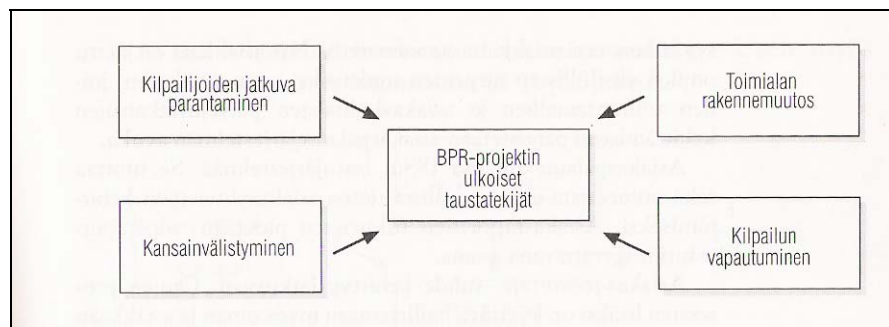 Kilpailijoiden jatkuva
parantaminen
Toimialan
rakennemuutos
BPR-projektin
ulkoiset
taustatekijät
Kansainvälistyminen
Kilpailun
vapautuminen